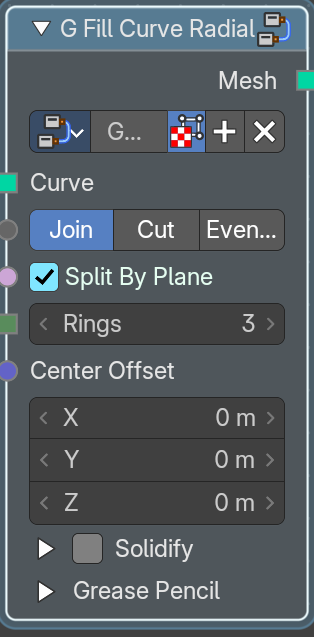 G Fill Curve Radial
Mesh
G...
Curve
Join Cut Even...
Split By Plane
Rings 3
Center Offset
X 0 m
Y 0 m
Z 0 m
Solidify
Grease Pencil